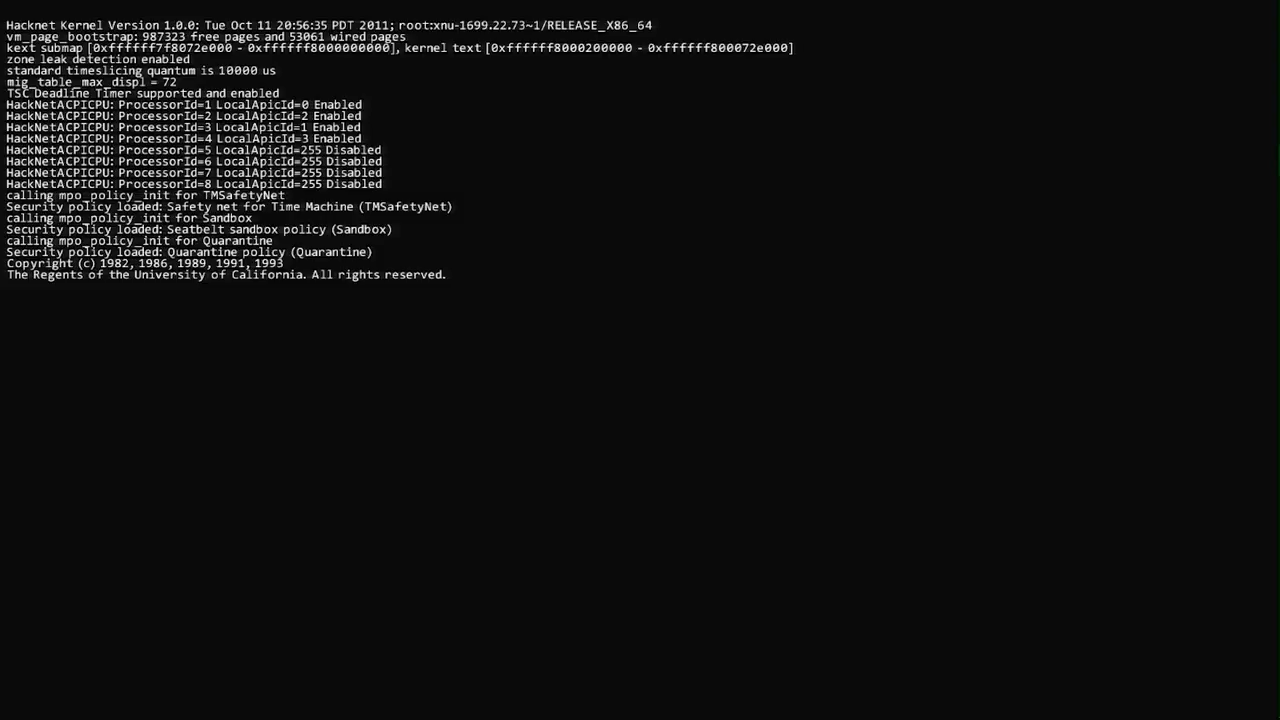 Hacknet Kernel Version 1.0.0: Tue Oct 11 20:56:35 PDT 2011; root:xnu-1699.22.73~1/RELEASE_X86_64
vm_page_bootstrap: 987323 free pages and 53061 wired pages
kext submap [0xffffff7f8072e000 - 0xffffff8000000000], kernel text [0xffffff8000200000 - 0xffffff800072e000]
zone leak detection enabled
standard timeslicing quantum is 10000 us
mig_table_max_displ = 72
TSC Deadline Timer supported and enabled
HackNetACPICPU: ProcessorId=1 LocalApicId=0 Enabled
HackNetACPICPU: ProcessorId=2 LocalApicId=2 Enabled
HackNetACPICPU: ProcessorId=3 LocalApicId=1 Enabled
HackNetACPICPU: ProcessorId=4 LocalApicId=3 Enabled
HackNetACPICPU: ProcessorId=5 LocalApicId=255 Disabled
HackNetACPICPU: ProcessorId=6 LocalApicId=255 Disabled
HackNetACPICPU: ProcessorId=7 LocalApicId=255 Disabled
HackNetACPICPU: ProcessorId=8 LocalApicId=255 Disabled
calling mpo_policy_init for TMSafetyNet
Security policy loaded: Safety net for Time Machine (TMSafetyNet)
calling mpo_policy_init for Sandbox
Security policy loaded: Seatbelt sandbox policy (Sandbox)
calling mpo_policy_init for Quarantine
Security policy loaded: Quarantine policy (Quarantine)
Copyright (c) 1982, 1986, 1989, 1991, 1993
The Regents of the University of California. All rights reserved.